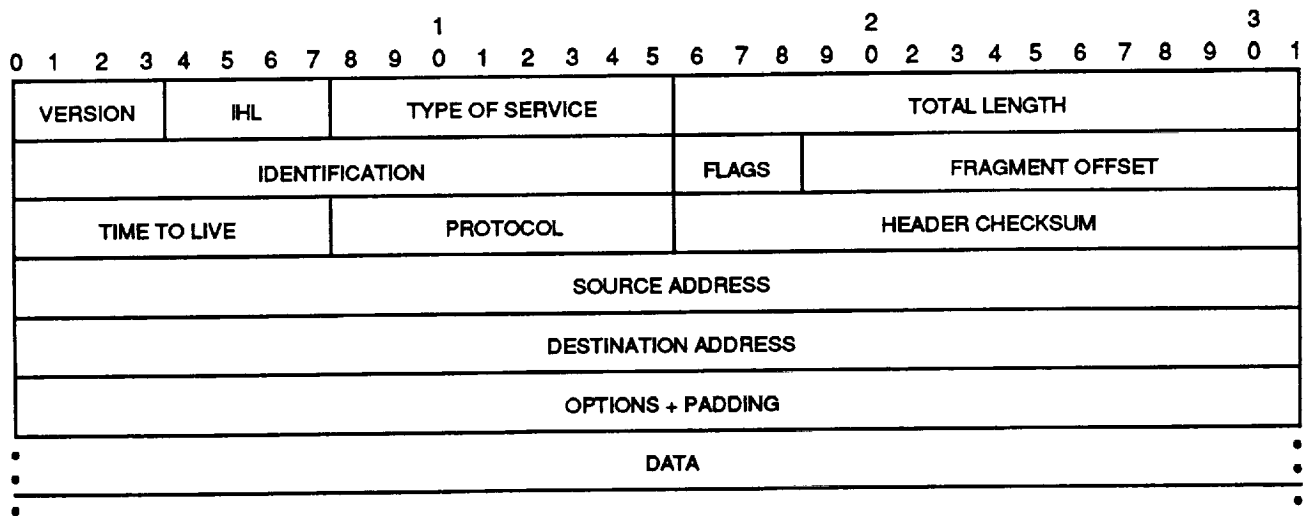 1 2 3
0 1 2 3 4 5 6 7 8 9 0 1 2 3 4 5 6 7 8 9 0 2 3 4 5 6 7 8 9 0 1
VERSION IHL TYPE OF SERVICE TOTAL LENGTH
IDENTIFICATION FLAGS FRAGMENT OFFSET
TIME TO LIVE PROTOCOL HEADER CHECKSUM
SOURCE ADDRESS
DESTINATION ADDRESS
OPTIONS + PADDING
DATA